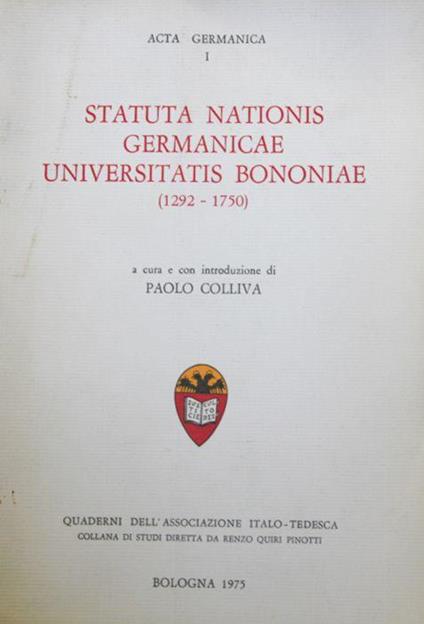 ACTA GERMANICA
I
STATUTA NATIONIS
GERMANICAE
UNIVERSITATIS BONONIAE
(1292 - 1750)
a cura e con introduzione di
PAOLO COLLIVA
QUADERNI DELL'ASSOCIAZIONE ITALO-TEDESCA
COLLANA DI STUDI DIRETTA DA RENZO QUIRI PINOTTI
BOLOGNA 1975